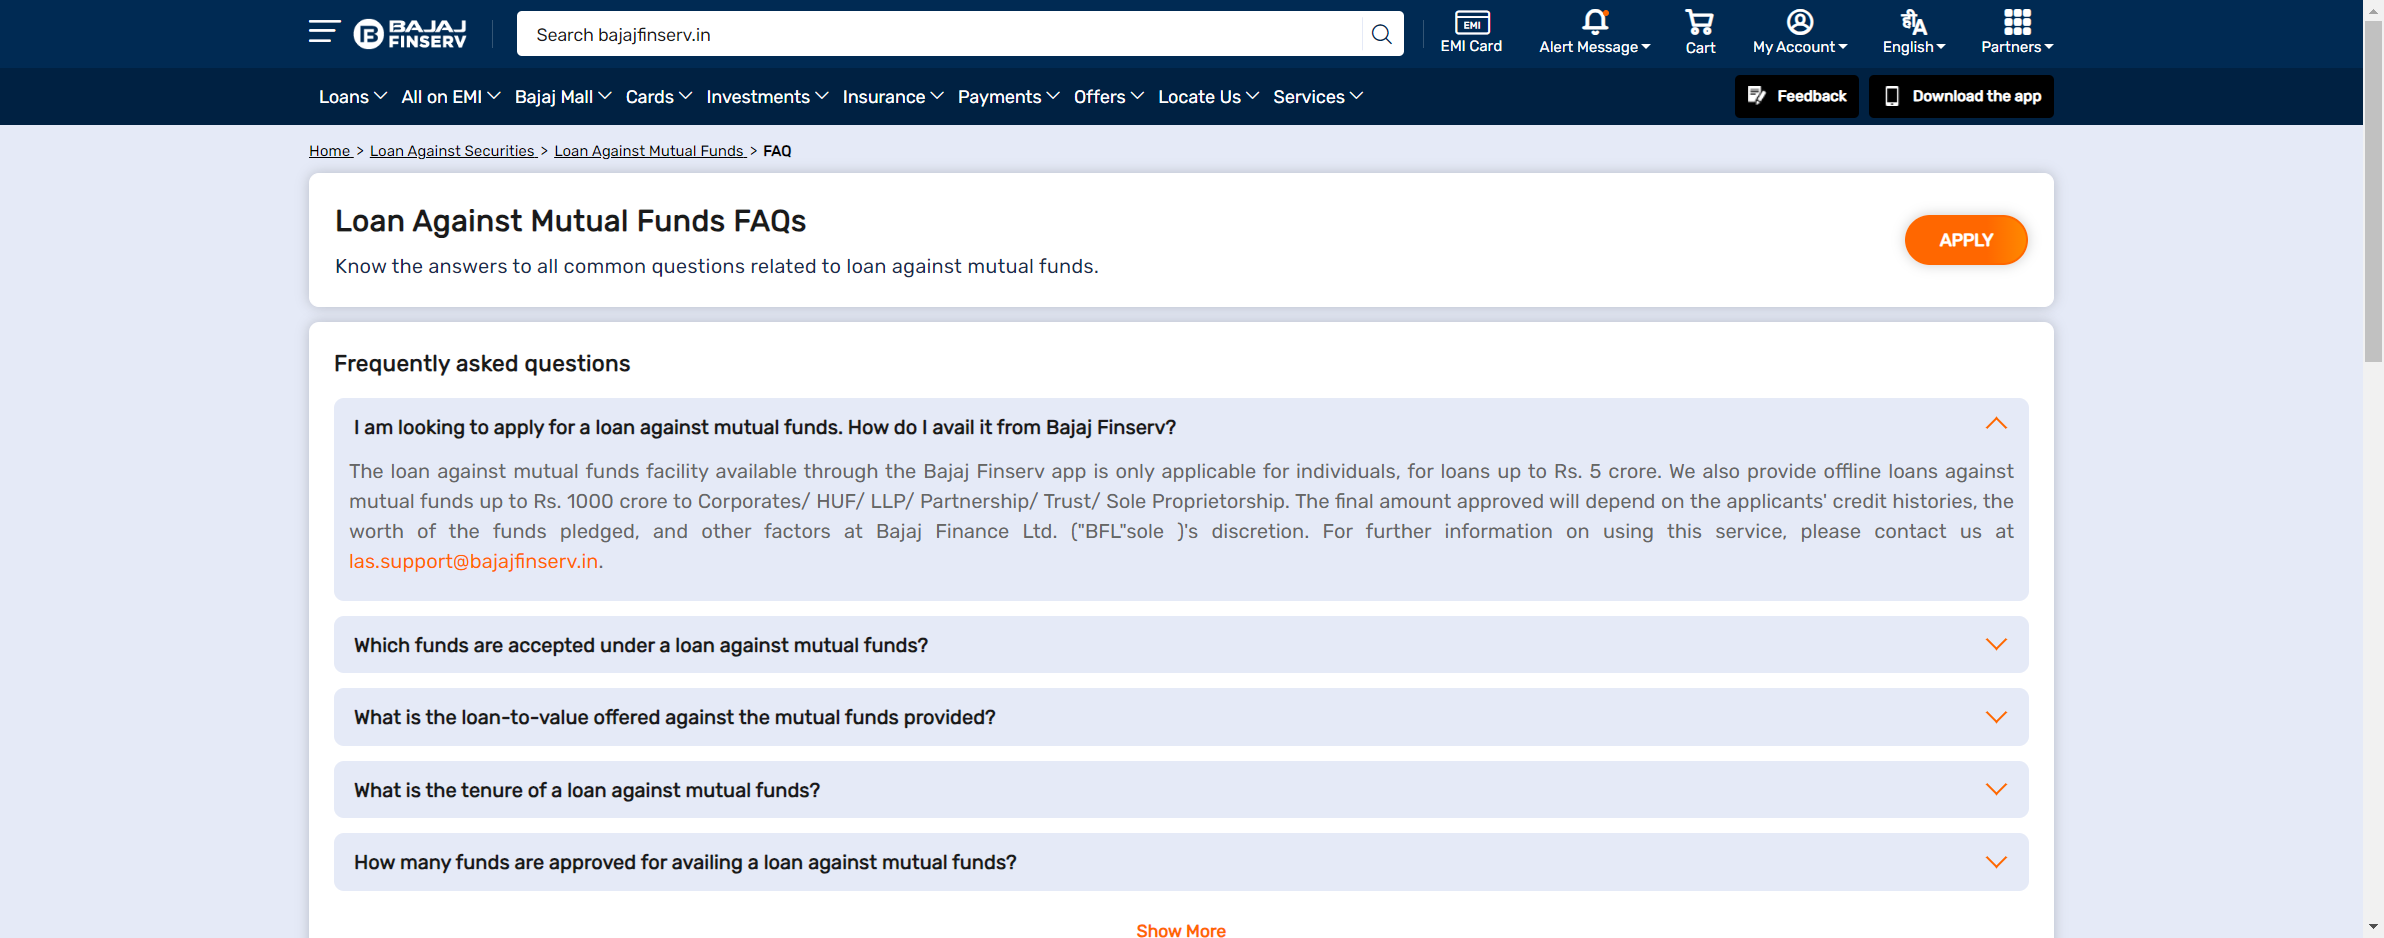 BAJAJ
FINSERV
Search bajajfinserv.in
EMI
EMI Card
Alert Message
Cart
My Account
ही A
English
Partners
Loans All on EMI Bajaj Mall Cards Investments Insurance Payments Offers Locate Us Services
Feedback
Download the app
Home > Loan Against Securities > Loan Against Mutual Funds > FAQ
Loan Against Mutual Funds FAQs
Know the answers to all common questions related to loan against mutual funds.
APPLY
Frequently asked questions
I am looking to apply for a loan against mutual funds. How do I avail it from Bajaj Finserv?
The loan against mutual funds facility available through the Bajaj Finserv app is only applicable for individuals, for loans up to Rs. 5 crore. We also provide offline loans against
mutual funds up to Rs. 1000 crore to Corporates/ HUF/ LLP/ Partnership/ Trust/ Sole Proprietorship. The final amount approved will depend on the applicants' credit histories, the
worth of the funds pledged, and other factors at Bajaj Finance Ltd. ("BFL"sole )'s discretion. For further information on using this service, please contact us at
las.support@bajajfinserv.in.
Which funds are accepted under a loan against mutual funds?
What is the loan-to-value offered against the mutual funds provided?
What is the tenure of a loan against mutual funds?
How many funds are approved for availing a loan against mutual funds?
Show More